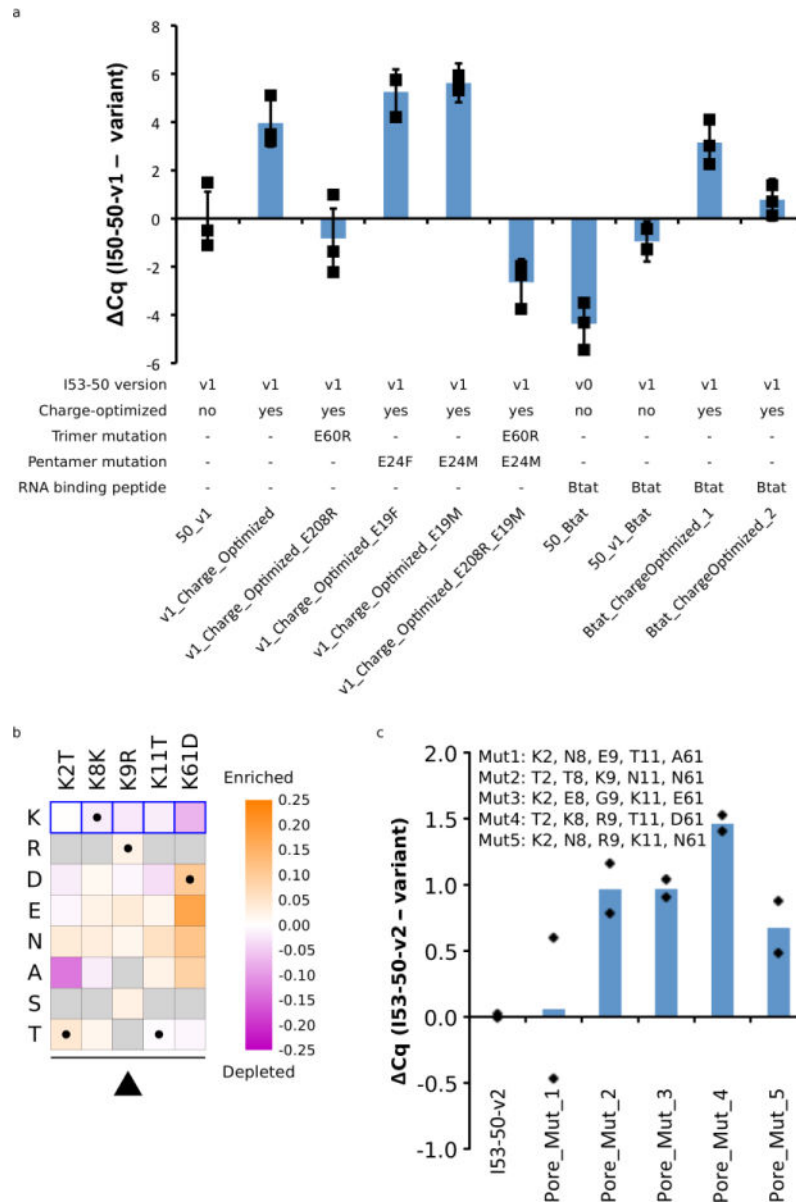 a
ΔCq (I50-50-v1 – variant)
8
6
4
2
0
-2
-4
-6
I53-50 version v1 v1 v1 v1 v1 v1 v0 v1 v1 v1
Charge-optimized no yes yes yes yes yes no no yes yes
Trimer mutation - - E60R - - E60R - - - -
Pentamer mutation - - - E24F E24M E24M - - - -
RNA binding peptide - - - - - - Btat Btat Btat Btat
50_v1
v1_Charge_Optimized
v1_Charge_Optimized_E208R
v1_Charge_Optimized_E19F
v1_Charge_Optimized_E19M
v1_Charge_Optimized_E208R_E19M
50_Btat
50_v1_Btat
Btat_ChargeOptimized_1
Btat_ChargeOptimized_2
b
K2T K8K K9R K11T K61D
K
R
D
E
N
A
S
T
Enriched
0.25
0.20
0.15
0.10
0.05
0.00
-0.05
-0.10
-0.15
-0.20
-0.25
Depleted
c
ΔCq (I53-50-v2 – variant)
2.0
1.5
1.0
0.5
0.0
-0.5
-1.0
Mut1: K2, N8, E9, T11, A61
Mut2: T2, T8, K9, N11, N61
Mut3: K2, E8, G9, K11, E61
Mut4: T2, K8, R9, T11, D61
Mut5: K2, N8, R9, K11, N61
I53-50-v2
Pore_Mut_1
Pore_Mut_2
Pore_Mut_3
Pore_Mut_4
Pore_Mut_5